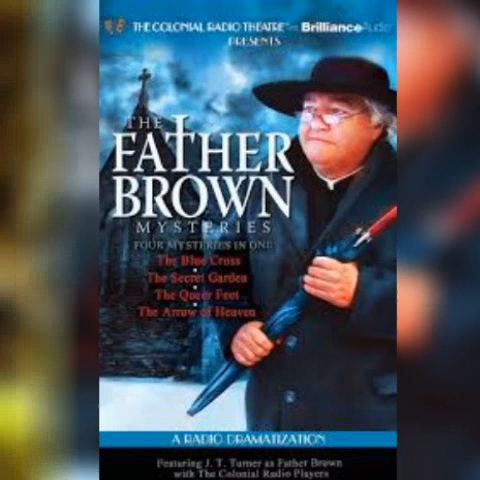 THE COLONIAL RADIO THEATRE ON BrillianceAudio
PRESENTS
THE
FATHER
BROWN
MYSTERIES
FOUR MYSTERIES IN ONE
The Blue Cross
The Secret Garden
The Queer Feet
The Arrow of Heaven
A RADIO DRAMATIZATION
Featuring J. T. Turner as Father Brown
with The Colonial Radio Players